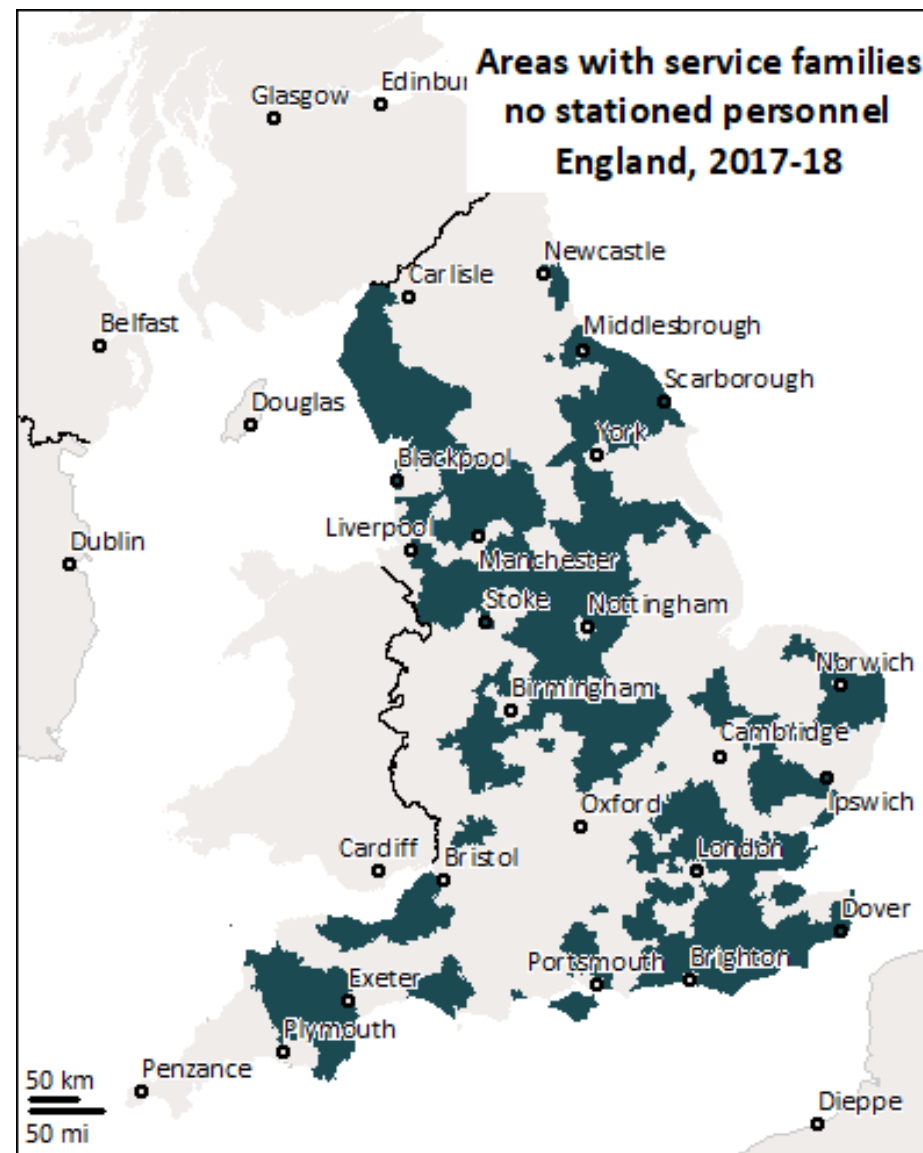 Areas with service families
no stationed personnel
England, 2017-18
Edinbur
Glasgow
Newcastle
Carlisle
Belfast
Middlesbrough
Scarborough
Douglas
York
Blackpool
Liverpool
Dublin
Manchester
Stoke
Nottingham
Norwich
Birmingham
Cambridge
Ipswich
Oxford
London
Cardiff
Bristol
Dover
Portsmouth
Brighton
Exeter
Plymouth
Penzance
50 km
50 mi
Dieppe